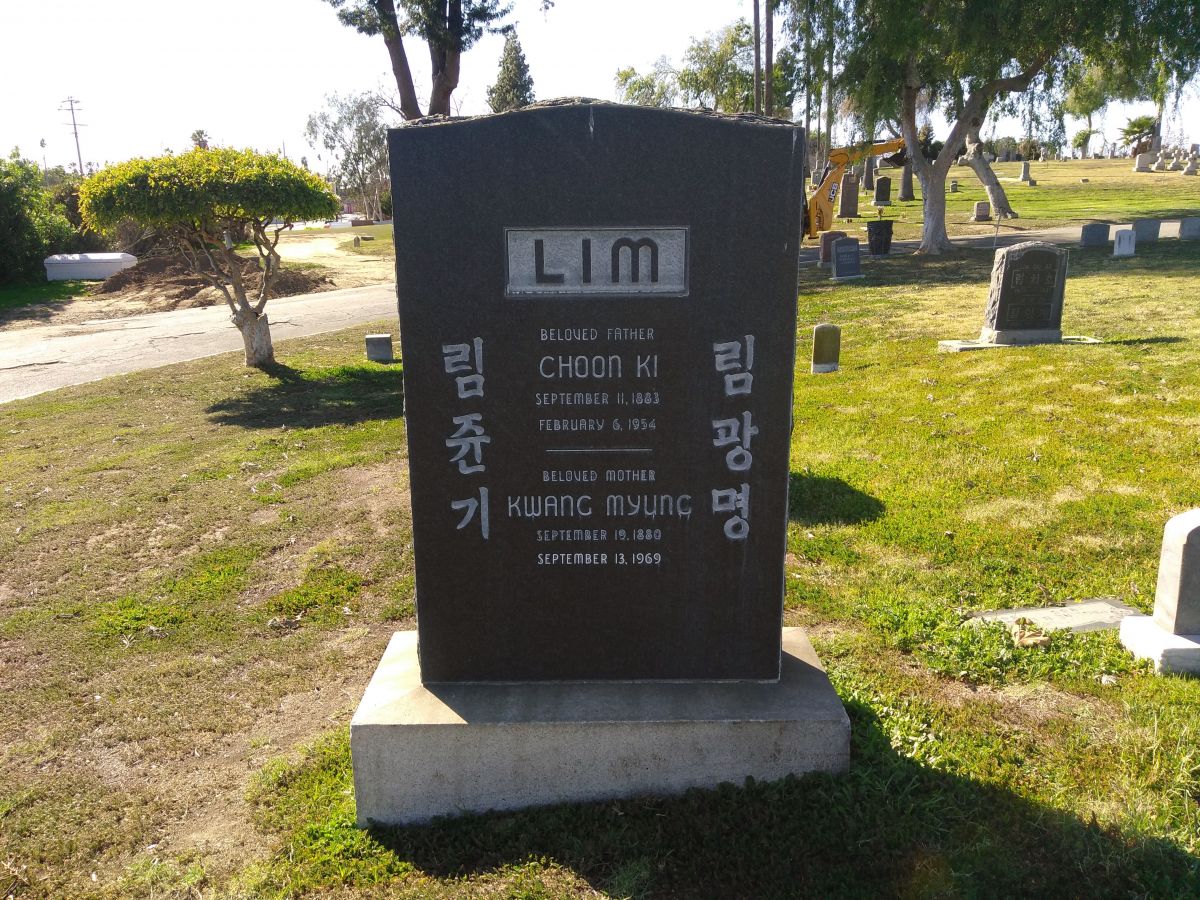 LIM
BELOVED FATHER
CHOON KI
SEPTEMBER 11, 1883
FEBRUARY 6, 1954
BELOVED MOTHER
KWANG MYUNG
SEPTEMBER 19, 1880
SEPTEMBER 13, 1969
림쥰기
림광명
JCB